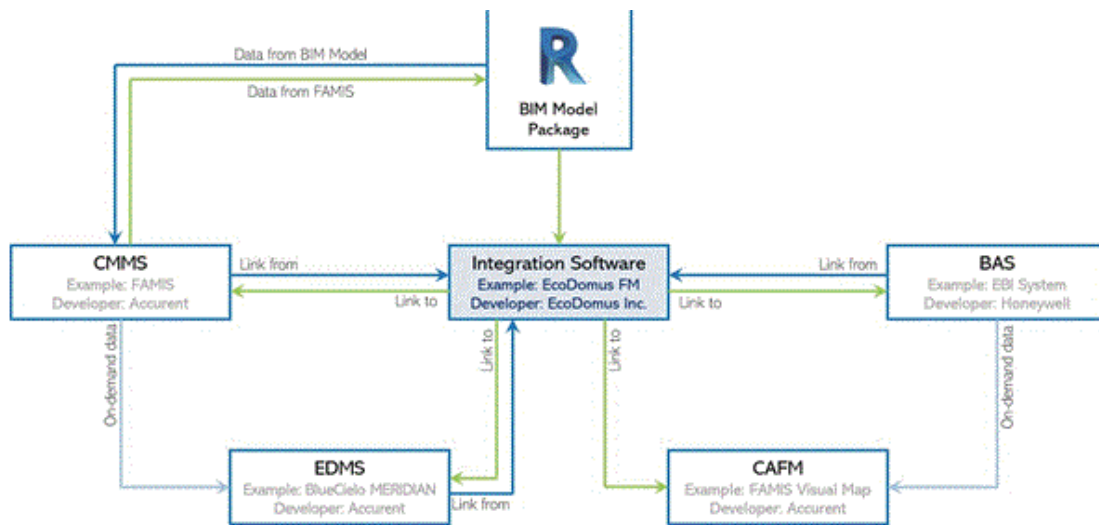 Data from BIM Model
Data from FAMIS
R
BIM Model
Package
CMMS
Example: FAMIS
Developer: Accurent
Link from
Link to
Integration Software
Example: EcoDomus FM
Developer: EcoDomus Inc.
Link from
Link to
BAS
Example: EBI System
Developer: Honeywell
On-demand data
Link to
Link to
On-demand data
EDMS
Example: BlueCielo MERIDIAN
Developer: Accurent
Link from
CAFM
Example: FAMIS Visual Map
Developer: Accurent